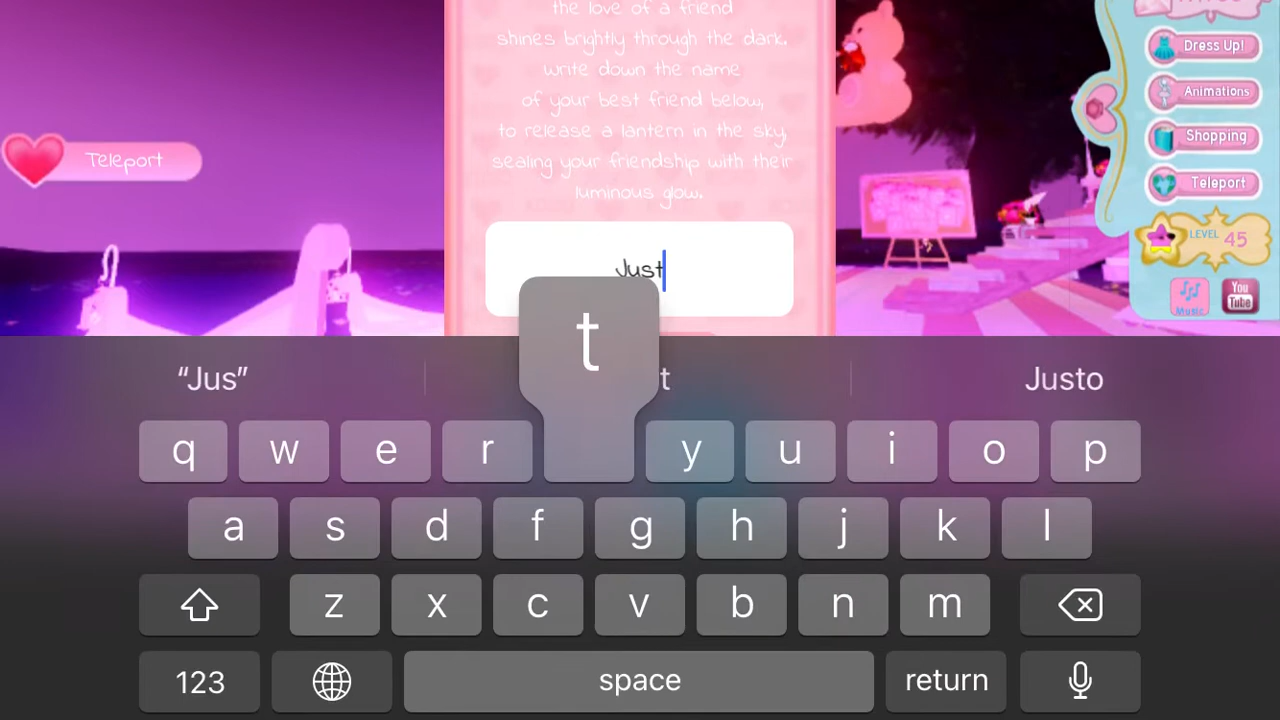 the love of a friend
shines brightly through the dark.
write down the name
of your best friend below,
to release a lantern in the sky,
sealing your friendship with their
luminous glow.
Teleport
Just
Dress Up!
Animations
Shopping
Teleport
LEVEL 45
Music
You
Tube
t
“Jus” t Justo
q w e r y u i o p
a s d f g h j k l
z x c v b n m
123 space return